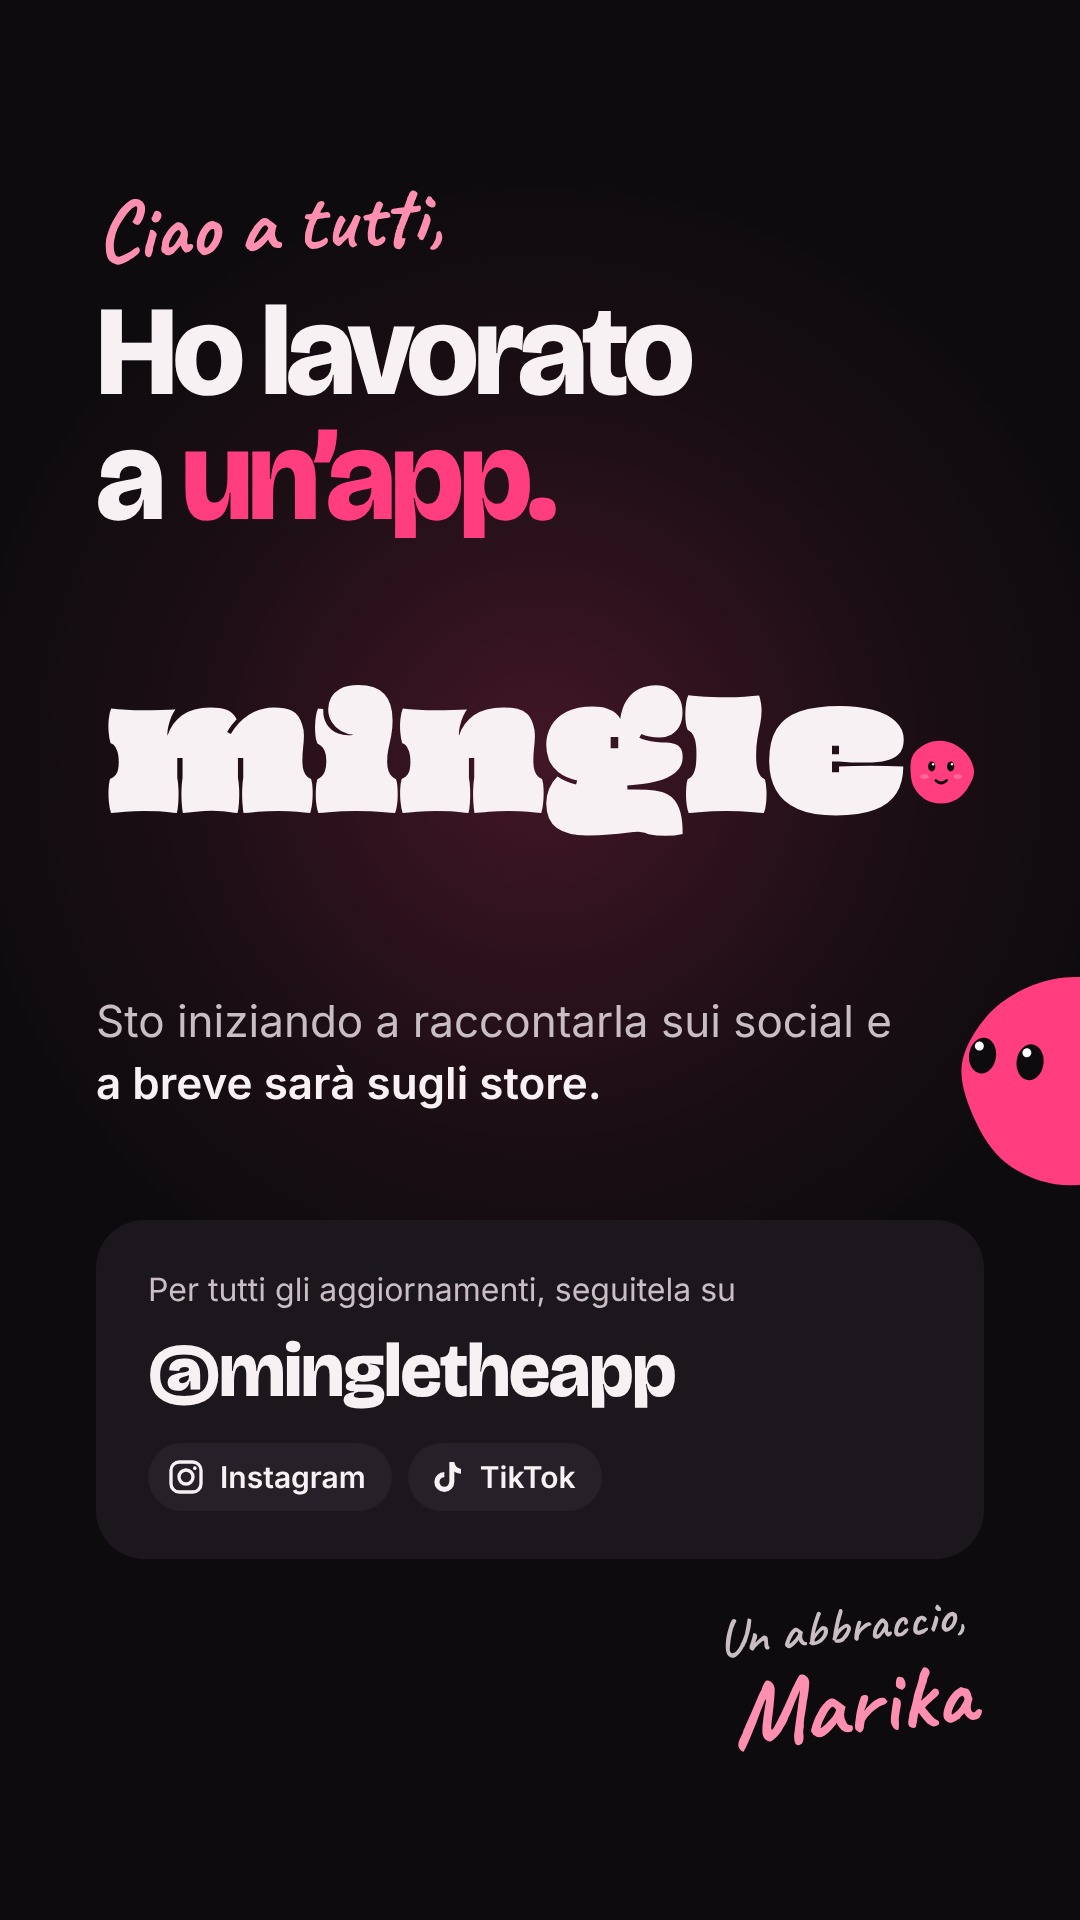 Ciao a tutti,
Ho lavorato
a un’app.
mingle
Sto iniziando a raccontarla sui social e
a breve sarà sugli store.
Per tutti gli aggiornamenti, seguitela su
@mingletheapp
Instagram TikTok
Un abbraccio,
Marika